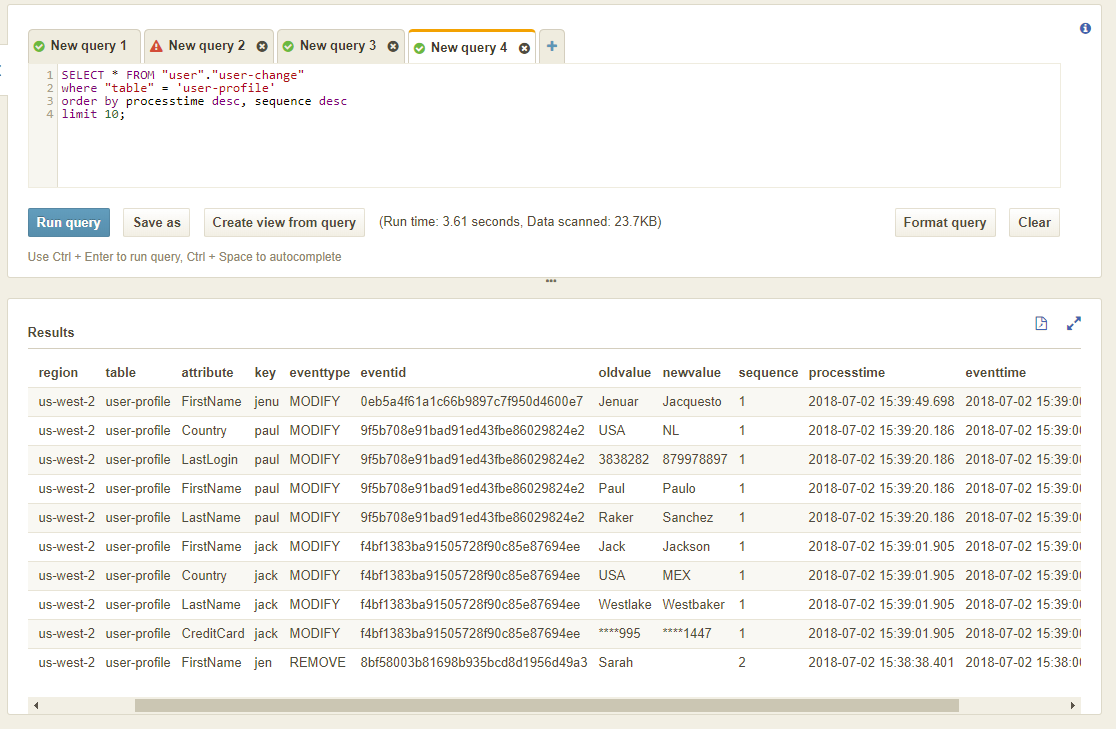 New query 1 New query 2 New query 3 New query 4
1 SELECT * FROM "user"."user-change"
2 where "table" = 'user-profile'
3 order by processtime desc, sequence desc
4 limit 10;
Run query Save as Create view from query (Run time: 3.61 seconds, Data scanned: 23.7KB) Format query Clear
Use Ctrl + Enter to run query, Ctrl + Space to autocomplete
Results
region table attribute key eventtype eventid oldvalue newvalue sequence processtime eventtime
us-west-2 user-profile FirstName jenu MODIFY 0eb5a4f61a1c66b9897c7f950d4600e7 Jenuar Jacquesto 1 2018-07-02 15:39:49.698 2018-07-02 15:39:0
us-west-2 user-profile Country paul MODIFY 9f5b708e91bad91ed43fbe86029824e2 USA NL 1 2018-07-02 15:39:20.186 2018-07-02 15:39:0
us-west-2 user-profile LastLogin paul MODIFY 9f5b708e91bad91ed43fbe86029824e2 3838282 879978897 1 2018-07-02 15:39:20.186 2018-07-02 15:39:0
us-west-2 user-profile FirstName paul MODIFY 9f5b708e91bad91ed43fbe86029824e2 Paul Paulo 1 2018-07-02 15:39:20.186 2018-07-02 15:39:0
us-west-2 user-profile LastName paul MODIFY 9f5b708e91bad91ed43fbe86029824e2 Raker Sanchez 1 2018-07-02 15:39:20.186 2018-07-02 15:39:0
us-west-2 user-profile FirstName jack MODIFY f4bf1383ba91505728f90c85e87694ee Jack Jackson 1 2018-07-02 15:39:01.905 2018-07-02 15:39:0
us-west-2 user-profile Country jack MODIFY f4bf1383ba91505728f90c85e87694ee USA MEX 1 2018-07-02 15:39:01.905 2018-07-02 15:39:0
us-west-2 user-profile LastName jack MODIFY f4bf1383ba91505728f90c85e87694ee Westlake Westbaker 1 2018-07-02 15:39:01.905 2018-07-02 15:39:0
us-west-2 user-profile CreditCard jack MODIFY f4bf1383ba91505728f90c85e87694ee ****995 ****1447 1 2018-07-02 15:39:01.905 2018-07-02 15:39:0
us-west-2 user-profile FirstName jen REMOVE 8bf58003b81698b935bcd8d1956d49a3 Sarah 2 2018-07-02 15:38:38.401 2018-07-02 15:38:0